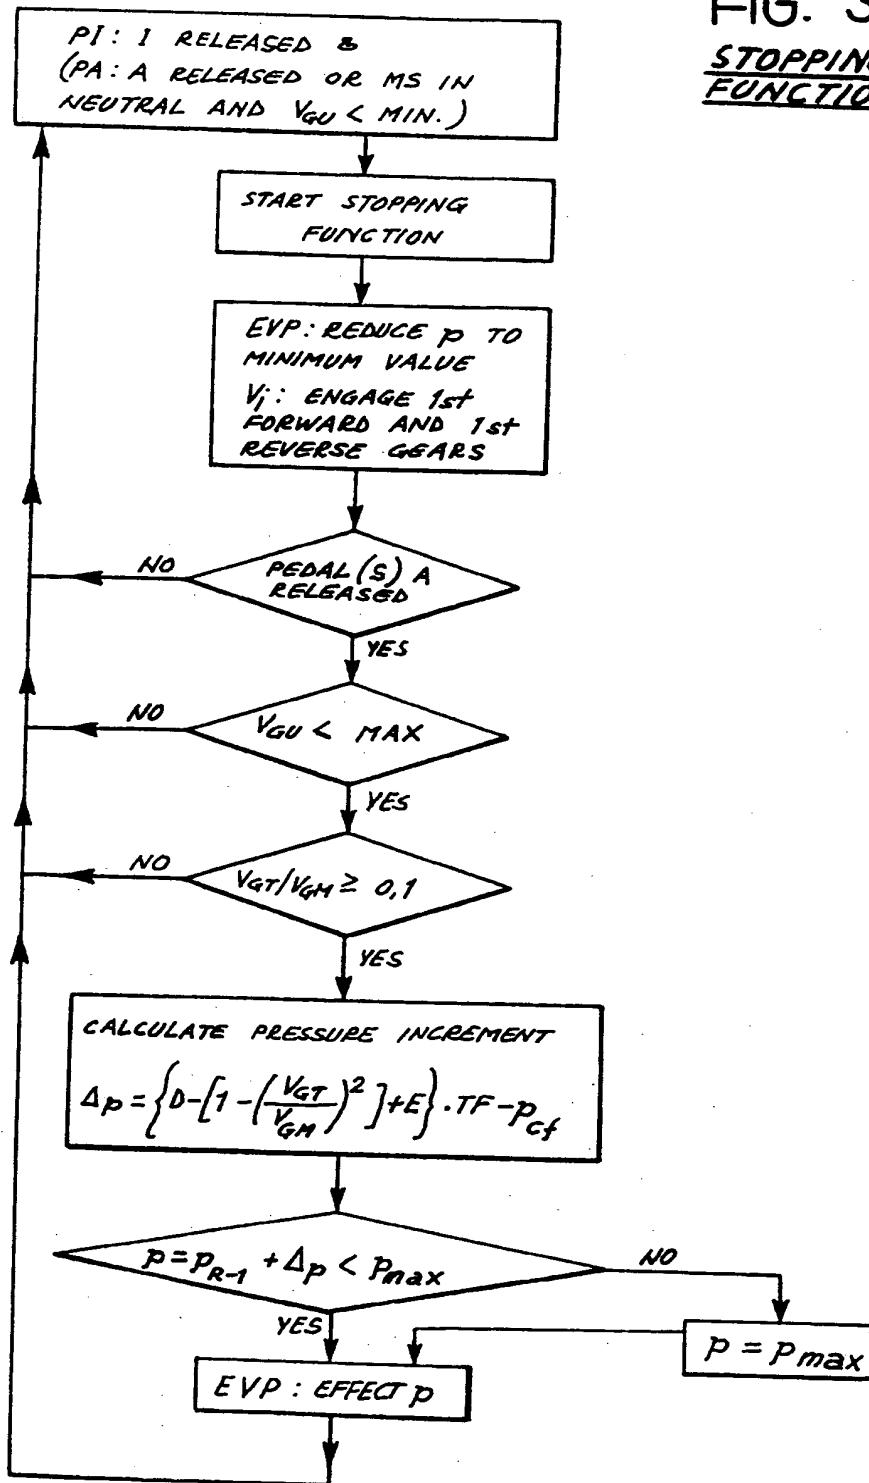 FIG. 3
STOPPING
FUNCTIO
PI: I RELEASED &
(PA: A RELEASED OR MS IN
NEUTRAL AND V_GU < MIN.)
START STOPPING
FUNCTION
EVP: REDUCE p TO
MINIMUM VALUE
V_i: ENGAGE 1st
FORWARD AND 1st
REVERSE GEARS
NO
PEDAL(S) A
RELEASED
YES
NO
V_GU < MAX
YES
NO
V_GT/V_GM ≥ 0,1
YES
CALCULATE PRESSURE INCREMENT
Δp = {D-[1-(V_GT/V_GM)²]+E}·TF-p_cf
p=p_R-1 + Δp < p_max
NO
YES
p = p_max
EVP: EFFECT p